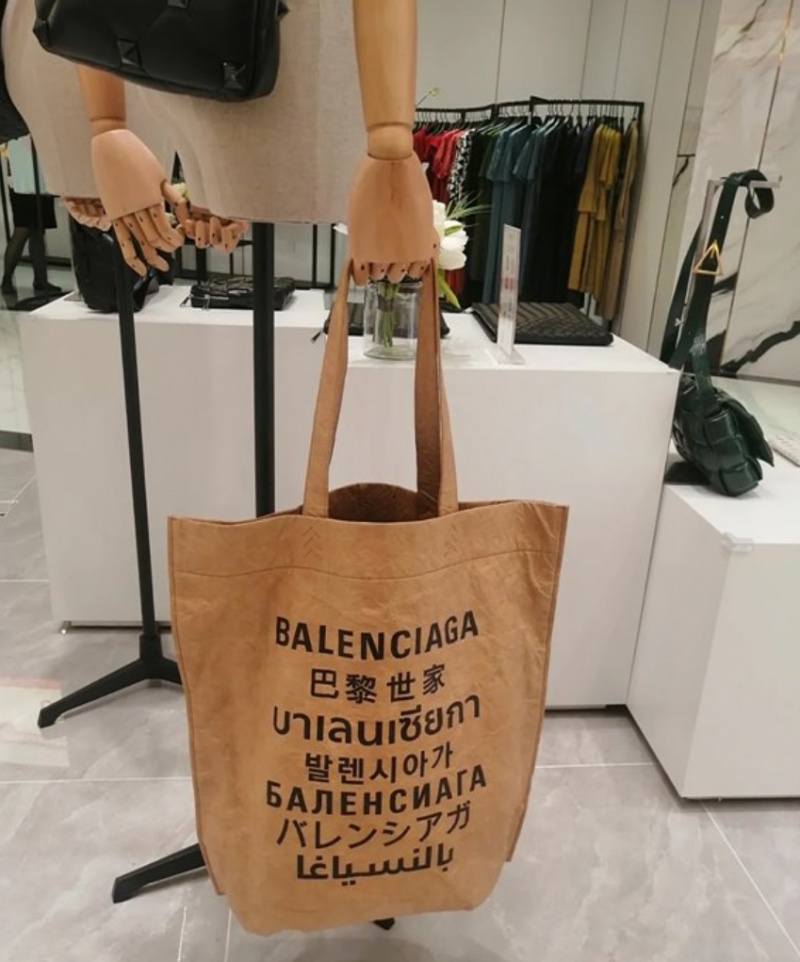 BALENCIAGA
巴黎世家
บาเลนเซียกา
발렌시아가
БАЛЕНСИАГА
バレンシアガ
بالنسياغا